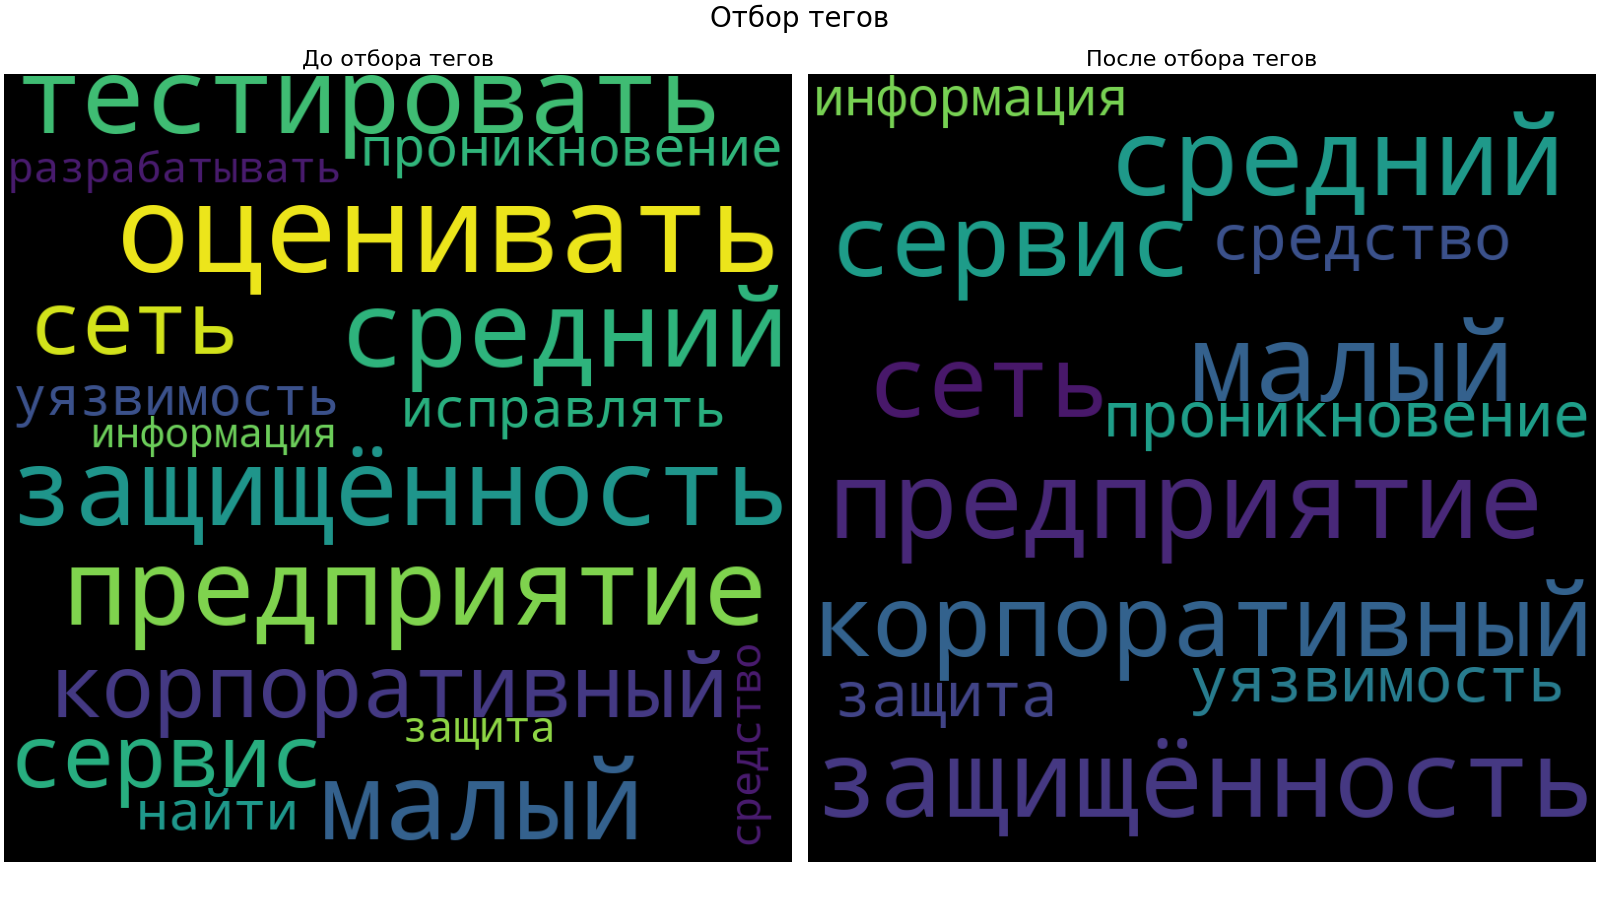 Отбор тегов
До отбора тегов
тестировать
проникновение
разрабатывать
оценивать
сеть
средний
уязвимость
исправлять
информация
защищённость
предприятие
корпоративный
средство
защита
сервис
найти
малый
После отбора тегов
информация
средний
сервис
средство
малый
сеть
проникновение
предприятие
корпоративный
защита
уязвимость
защищённость